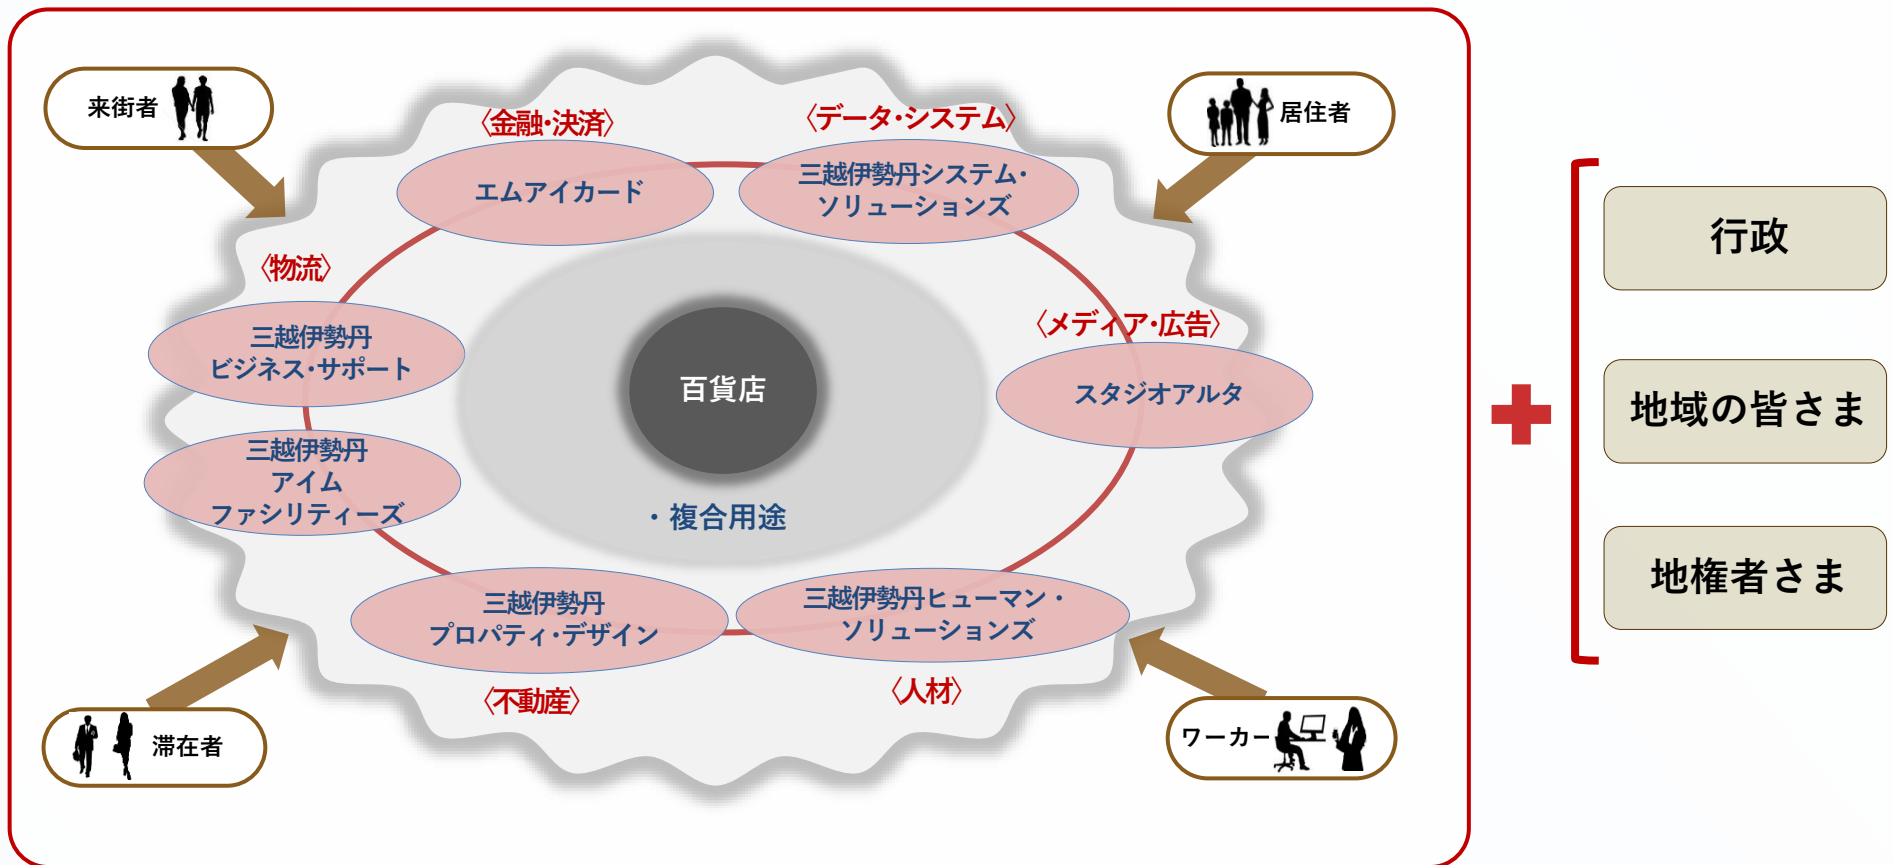 来街者
居住者
〈金融・決済〉
〈データ・システム〉
エムアイカード
三越伊勢丹システム・
ソリューションズ
〈物流〉
三越伊勢丹
ビジネス・サポート
〈メディア・広告〉
スタジオアルタ
百貨店
・複合用途
三越伊勢丹
アイム
ファシリティーズ
三越伊勢丹
プロパティ・デザイン
三越伊勢丹ヒューマン・
ソリューションズ
〈不動産〉
〈人材〉
滞在者
ワーカー
行政
地域の皆さま
地権者さま